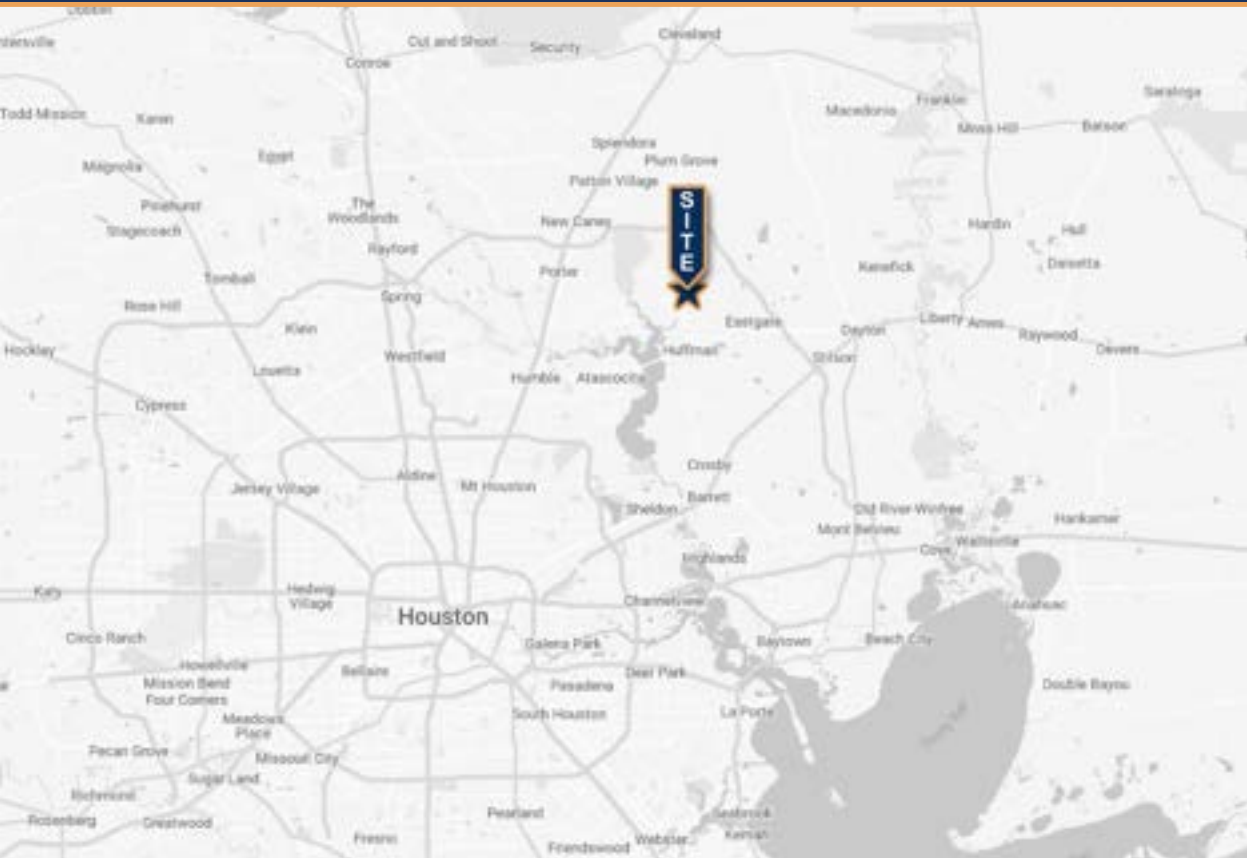 Cleveland
Cut and Shoot
Security
Conroe
Saratoga
Franklin
Macedonia
Todd Mission
Karen
Moss Hill
Batson
Splendora
Egypt
Plum Grove
Magnolia
Patton Village
Pinehurst
The
Woodlands
SITE
New Caney
Hardin
Hull
Stagecoach
Rayford
Daisetta
Kenefick
Porter
Tomball
Spring
Rose Hill
Liberty
Ames
Eastgate
Klein
Dayton
Raywood
Hockley
Huffman
Devers
Westfield
Stilson
Louetta
Humble
Atascocita
Cypress
Crosby
Aldine
Jersey Village
Mt Houston
Barrett
Sheldon
Old River-Winfree
Hankamer
Mont Belvieu
Wallisville
Cove
Highlands
Katy
Hedwig
Village
Channelview
Anahuac
Houston
Cinco Ranch
Galena Park
Baytown
Beach City
Howellville
Bellaire
Deer Park
Mission Bend
Pasadena
Double Bayou
Four Corners
South Houston
La Porte
Meadows
Place
Pecan Grove
Missouri City
Sugar Land
Richmond
Pearland
Seabrook
Rosenberg
Greatwood
Kemah
Fresno
Webster
Friendswood